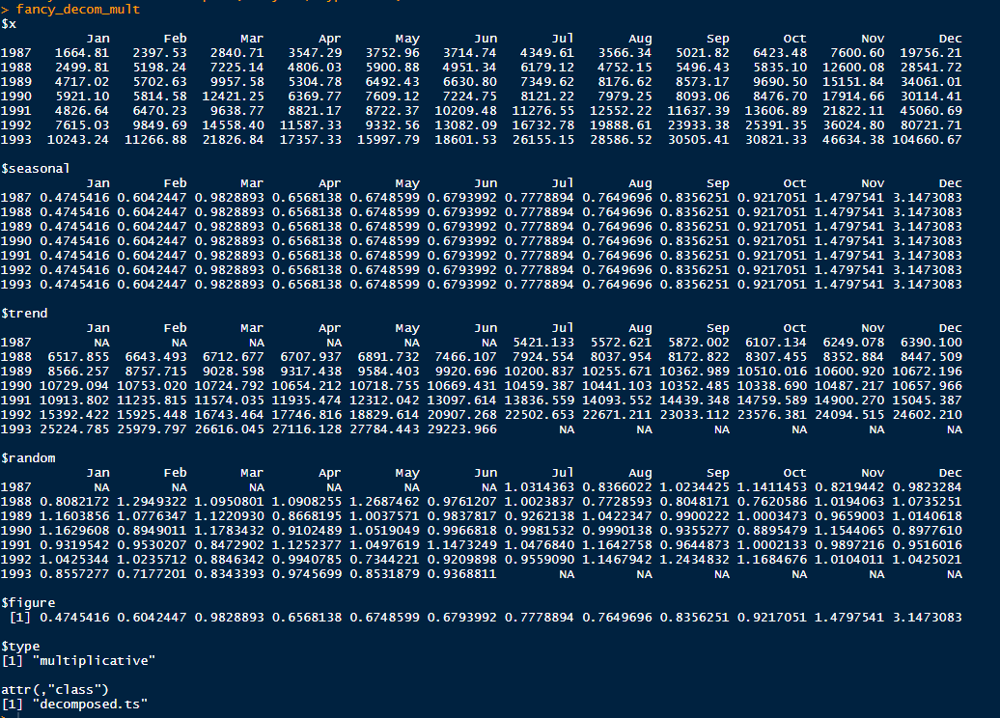 > fancy_decom_mult
$x
Jan Feb Mar Apr May Jun Jul Aug Sep Oct Nov Dec
1987 1664.81 2397.53 2840.71 3547.29 3752.96 3714.74 4349.61 3566.34 5021.82 6423.48 7600.60 19756.21
1988 2499.81 5198.24 7225.14 4806.03 5900.88 4951.34 6179.12 4752.15 5496.43 5835.10 12600.08 28541.72
1989 4717.02 5702.63 9957.58 5304.78 6492.43 6630.80 7349.62 8176.62 8573.17 9690.50 15151.84 34061.01
1990 5921.10 5814.58 12421.25 6369.77 7609.12 7224.75 8121.22 7979.25 8093.06 8476.70 17914.66 30114.41
1991 4826.64 6470.23 9638.77 8821.17 8722.37 10209.48 11276.55 12552.22 11637.39 13606.89 21822.11 45060.69
1992 7615.03 9849.69 14558.40 11587.33 9332.56 13082.09 16732.78 19888.61 23933.38 25391.35 36024.80 80721.71
1993 10243.24 11266.88 21826.84 17357.33 15997.79 18601.53 26155.15 28586.52 30505.41 30821.33 46634.38 104660.67
$seasonal
Jan Feb Mar Apr May Jun Jul Aug Sep Oct Nov Dec
1987 0.4745416 0.6042447 0.9828893 0.6568138 0.6748599 0.6793992 0.7778894 0.7649696 0.8356251 0.9217051 1.4797541 3.1473083
1988 0.4745416 0.6042447 0.9828893 0.6568138 0.6748599 0.6793992 0.7778894 0.7649696 0.8356251 0.9217051 1.4797541 3.1473083
1989 0.4745416 0.6042447 0.9828893 0.6568138 0.6748599 0.6793992 0.7778894 0.7649696 0.8356251 0.9217051 1.4797541 3.1473083
1990 0.4745416 0.6042447 0.9828893 0.6568138 0.6748599 0.6793992 0.7778894 0.7649696 0.8356251 0.9217051 1.4797541 3.1473083
1991 0.4745416 0.6042447 0.9828893 0.6568138 0.6748599 0.6793992 0.7778894 0.7649696 0.8356251 0.9217051 1.4797541 3.1473083
1992 0.4745416 0.6042447 0.9828893 0.6568138 0.6748599 0.6793992 0.7778894 0.7649696 0.8356251 0.9217051 1.4797541 3.1473083
1993 0.4745416 0.6042447 0.9828893 0.6568138 0.6748599 0.6793992 0.7778894 0.7649696 0.8356251 0.9217051 1.4797541 3.1473083
$trend
Jan Feb Mar Apr May Jun Jul Aug Sep Oct Nov Dec
1987 NA NA NA NA NA NA 5421.133 5572.621 5872.002 6107.134 6249.078 6390.100
1988 6517.855 6643.493 6712.677 6707.937 6891.732 7466.107 7924.554 8037.954 8172.822 8307.455 8352.884 8447.509
1989 8566.257 8757.715 9028.598 9317.438 9584.403 9920.696 10200.837 10255.671 10362.989 10510.016 10600.920 10672.196
1990 10729.094 10753.020 10724.792 10654.212 10718.755 10669.431 10459.387 10441.103 10352.485 10338.690 10487.217 10657.966
1991 10913.802 11235.815 11574.035 11935.474 12312.042 13097.614 13836.559 14093.552 14439.348 14759.589 14900.270 15045.387
1992 15392.422 15925.448 16743.464 17746.816 18829.614 20907.268 22502.653 22671.211 23033.112 23576.381 24094.515 24602.210
1993 25224.785 25979.797 26616.045 27116.128 27784.443 29223.966 NA NA NA NA NA NA
$random
Jan Feb Mar Apr May Jun Jul Aug Sep Oct Nov Dec
1987 NA NA NA NA NA NA 1.0314363 0.8366022 1.0234425 1.1411453 0.8219442 0.9823284
1988 0.8082172 1.2949322 1.0950801 1.0908255 1.2687462 0.9761207 1.0023837 0.7728593 0.8048171 0.7620586 1.0194063 1.0735251
1989 1.1603856 1.0776347 1.1220930 0.8668195 1.0037571 0.9837817 0.9262138 1.0422347 0.9900222 1.0003473 0.9659003 1.0140618
1990 1.1629608 0.8949011 1.1783432 0.9102489 1.0519049 0.9966818 0.9981532 0.9990138 0.9355277 0.8895479 1.1544065 0.8977610
1991 0.9319542 0.9530207 0.8472902 1.1252377 1.0497619 1.1473249 1.0476840 1.1642758 0.9644873 1.0002133 0.9897216 0.9516016
1992 1.0425344 1.0235712 0.8846342 0.9940785 0.7344221 0.9209898 0.9559090 1.1467942 1.2434832 1.1684676 1.0104011 1.0425021
1993 0.8557277 0.7177201 0.8343393 0.9745699 0.8531879 0.9368811 NA NA NA NA NA NA
$figure
[1] 0.4745416 0.6042447 0.9828893 0.6568138 0.6748599 0.6793992 0.7778894 0.7649696 0.8356251 0.9217051 1.4797541 3.1473083
$type
[1] "multiplicative"
attr(,"class")
[1] "decomposed.ts"